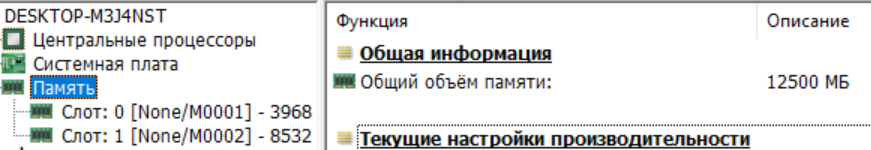 DESKTOP-M3J4NST
Центральные процессоры
Системная плата
Память
Слот: 0 [None/M0001] - 3968
Слот: 1 [None/M0002] - 8532
Функция Описание
Общая информация
Общий объём памяти: 12500 МБ
Текущие настройки производительности